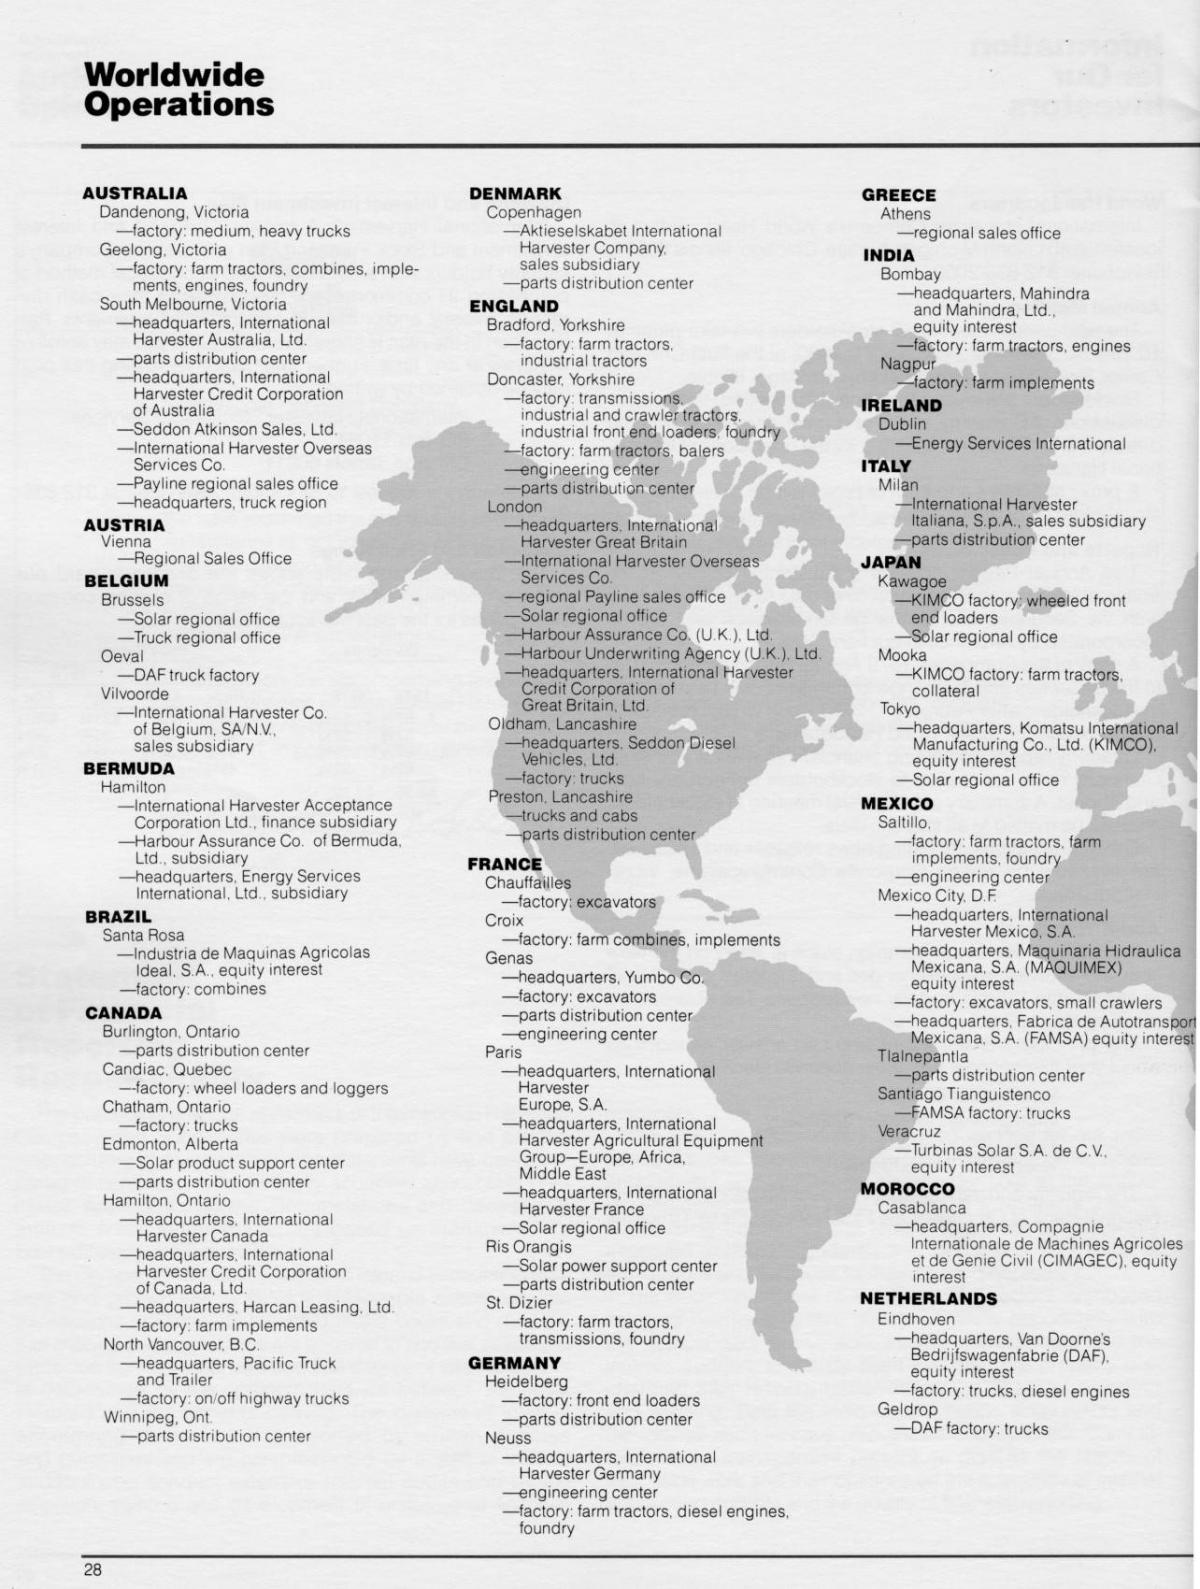 Worldwide
Operations
AUSTRALIA
Dandenong, Victoria
—factory: medium, heavy trucks
Geelong, Victoria
—factory: farm tractors, combines, imple-
ments, engines, foundry
South Melbourne, Victoria
—headquarters, International
Harvester Australia, Ltd.
—parts distribution center
—headquarters, International
Harvester Credit Corporation
of Australia
—Seddon Atkinson Sales, Ltd.
—International Harvester Overseas
Services Co.
—Payline regional sales office
—headquarters, truck region
AUSTRIA
Vienna
—Regional Sales Office
BELGIUM
Brussels
—Solar regional office
—Truck regional office
Oeval
—DAF truck factory
Vilvoorde
—International Harvester Co.
of Belgium, SA/N.V.,
sales subsidiary
BERMUDA
Hamilton
—International Harvester Acceptance
Corporation Ltd., finance subsidiary
—Harbour Assurance Co. of Bermuda,
Ltd., subsidiary
—headquarters, Energy Services
International, Ltd., subsidiary
BRAZIL
Santa Rosa
—Industria de Maquinas Agricolas
Ideal, S.A., equity interest
—factory: combines
CANADA
Burlington, Ontario
—parts distribution center
Candiac, Quebec
—factory: wheel loaders and loggers
Chatham, Ontario
—factory: trucks
Edmonton, Alberta
—Solar product support center
—parts distribution center
Hamilton, Ontario
—headquarters, International
Harvester Canada
—headquarters, International
Harvester Credit Corporation
of Canada, Ltd.
—headquarters, Harcan Leasing, Ltd.
—factory: farm implements
North Vancouver, B.C.
—headquarters, Pacific Truck
and Trailer
—factory: on/off highway trucks
Winnipeg, Ont.
—parts distribution center
DENMARK
Copenhagen
—Aktieselskabet International
Harvester Company,
sales subsidiary
—parts distribution center
ENGLAND
Bradford, Yorkshire
—factory: farm tractors,
industrial tractors
Doncaster, Yorkshire
—factory: transmissions,
industrial and crawler tractors,
industrial front end loaders, foundry
—factory: farm tractors, balers
—engineering center
—parts distribution center
London
—headquarters, International
Harvester Great Britain
—International Harvester Overseas
Services Co.
—regional Payline sales office
—Solar regional office
—Harbour Assurance Co. (U.K.), Ltd.
—Harbour Underwriting Agency (U.K.), Ltd.
—headquarters, International Harvester
Credit Corporation of
Great Britain, Ltd.
Oldham, Lancashire
—headquarters, Seddon Diesel
Vehicles, Ltd.
—factory: trucks
Preston, Lancashire
—trucks and cabs
—parts distribution center
FRANCE
Chauffailles
—factory: excavators
Croix
—factory: farm combines, implements
Genas
—headquarters, Yumbo Co.
—factory: excavators
—parts distribution center
—engineering center
Paris
—headquarters, International
Harvester
Europe, S.A.
—headquarters, International
Harvester Agricultural Equipment
Group—Europe, Africa,
Middle East
—headquarters, International
Harvester France
—Solar regional office
Ris Orangis
—Solar power support center
—parts distribution center
St. Dizier
—factory: farm tractors,
transmissions, foundry
GERMANY
Heidelberg
—factory: front end loaders
—parts distribution center
Neuss
—headquarters, International
Harvester Germany
—engineering center
—factory: farm tractors, diesel engines,
foundry
GREECE
Athens
—regional sales office
INDIA
Bombay
—headquarters, Mahindra
and Mahindra, Ltd.,
equity interest
—factory: farm tractors, engines
Nagpur
—factory: farm implements
IRELAND
Dublin
—Energy Services International
ITALY
Milan
—International Harvester
Italiana, S.p.A., sales subsidiary
—parts distribution center
JAPAN
Kawagoe
—KIMCO factory: wheeled front
end loaders
—Solar regional office
Mooka
—KIMCO factory: farm tractors,
collateral
Tokyo
—headquarters, Komatsu International
Manufacturing Co., Ltd. (KIMCO),
equity interest
—Solar regional office
MEXICO
Saltillo,
—factory: farm tractors, farm
implements, foundry
—engineering center
Mexico City, D.F.
—headquarters, International
Harvester Mexico, S.A.
—headquarters, Maquinaria Hidraulica
Mexicana, S.A. (MAQUIMEX)
equity interest
—factory: excavators, small crawlers
—headquarters, Fabrica de Autotransport
Mexicana, S.A. (FAMSA) equity interest
Tlalnepantla
—parts distribution center
Santiago Tianguistenco
—FAMSA factory: trucks
Veracruz
—Turbinas Solar S.A. de C.V.,
equity interest
MOROCCO
Casablanca
—headquarters, Compagnie
Internationale de Machines Agricoles
et de Genie Civil (CIMAGEC), equity
interest
NETHERLANDS
Eindhoven
—headquarters, Van Doorne's
Bedrijfswagenfabrie (DAF),
equity interest
—factory: trucks, diesel engines
Geldrop
—DAF factory: trucks
28